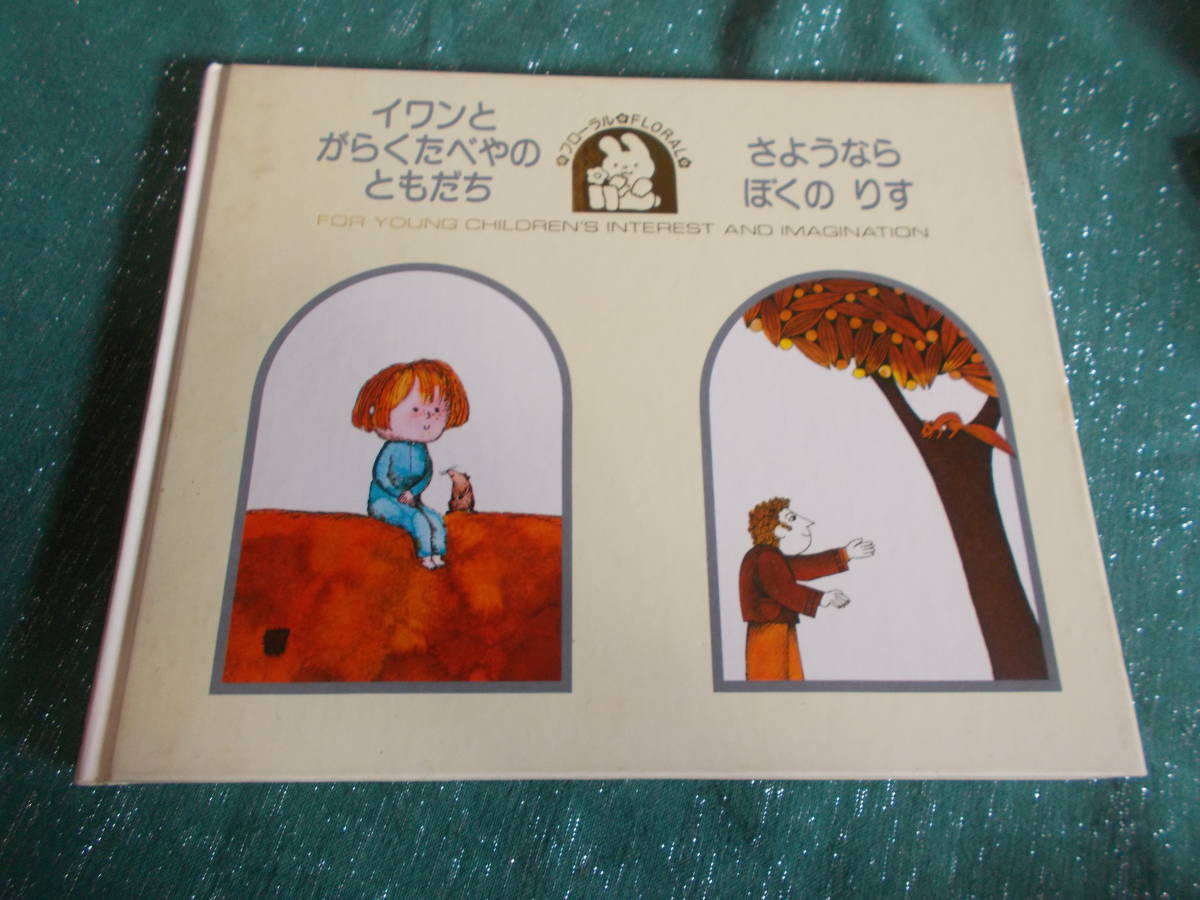 イワンと
がらくたべやの
ともだち
フローラル✿FLORAL
さようなら
ぼくの りす
FOR YOUNG CHILDREN'S INTEREST AND IMAGINATION